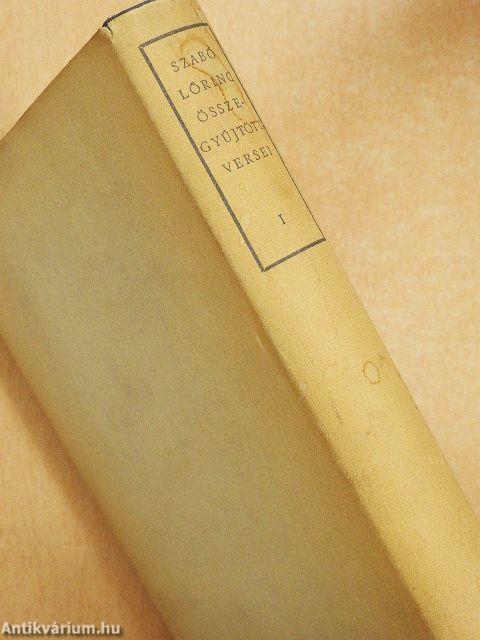 SZABÓ
LŐRINC
ÖSSZE-
GYŰJTÖTT
VERSEI
I
Antikvárium.hu